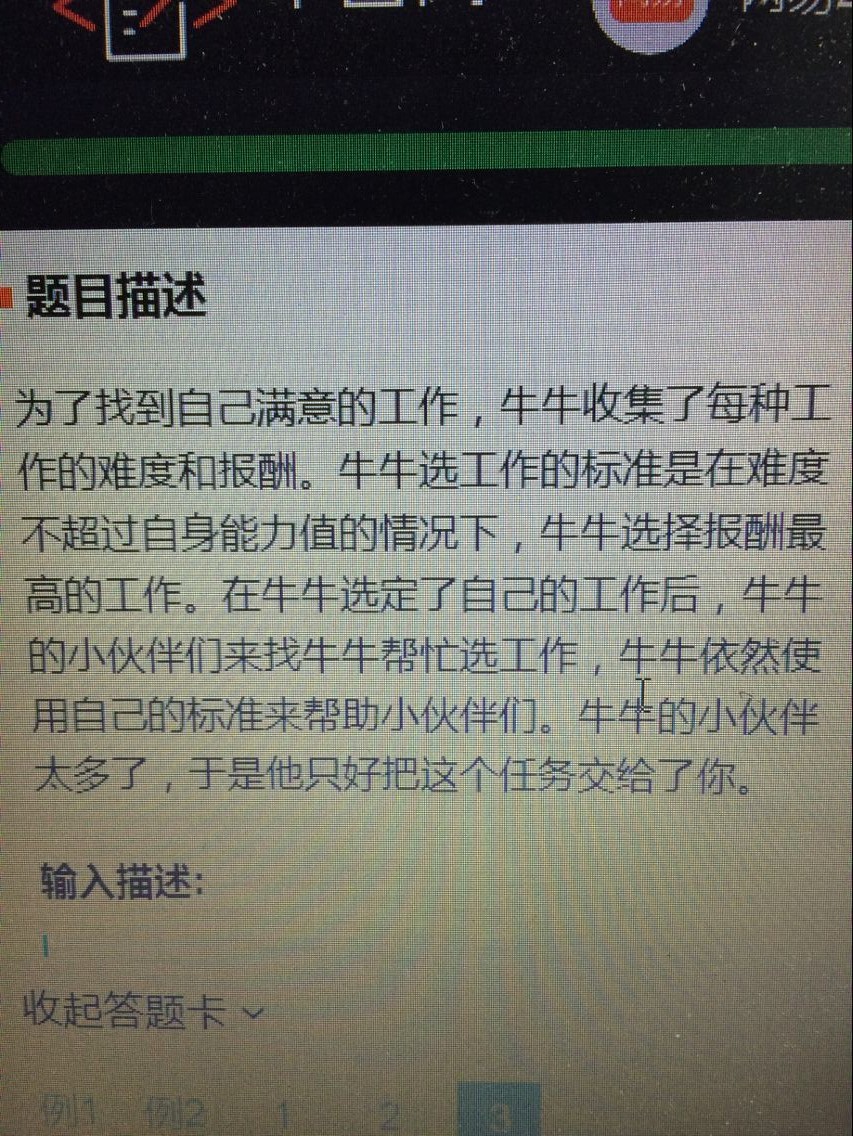 题目描述
为了找到自己满意的工作，牛牛收集了每种工
作的难度和报酬。牛牛选工作的标准是在难度
不超过自身能力值的情况下，牛牛选择报酬最
高的工作。在牛牛选定了自己的工作后，牛牛
的小伙伴们来找牛牛帮忙选工作，牛牛依然使
用自己的标准来帮助小伙伴们。牛牛的小伙伴
太多了，于是他只好把这个任务交给了你。
输入描述:
收起答题卡
例1 例2 1 2 3